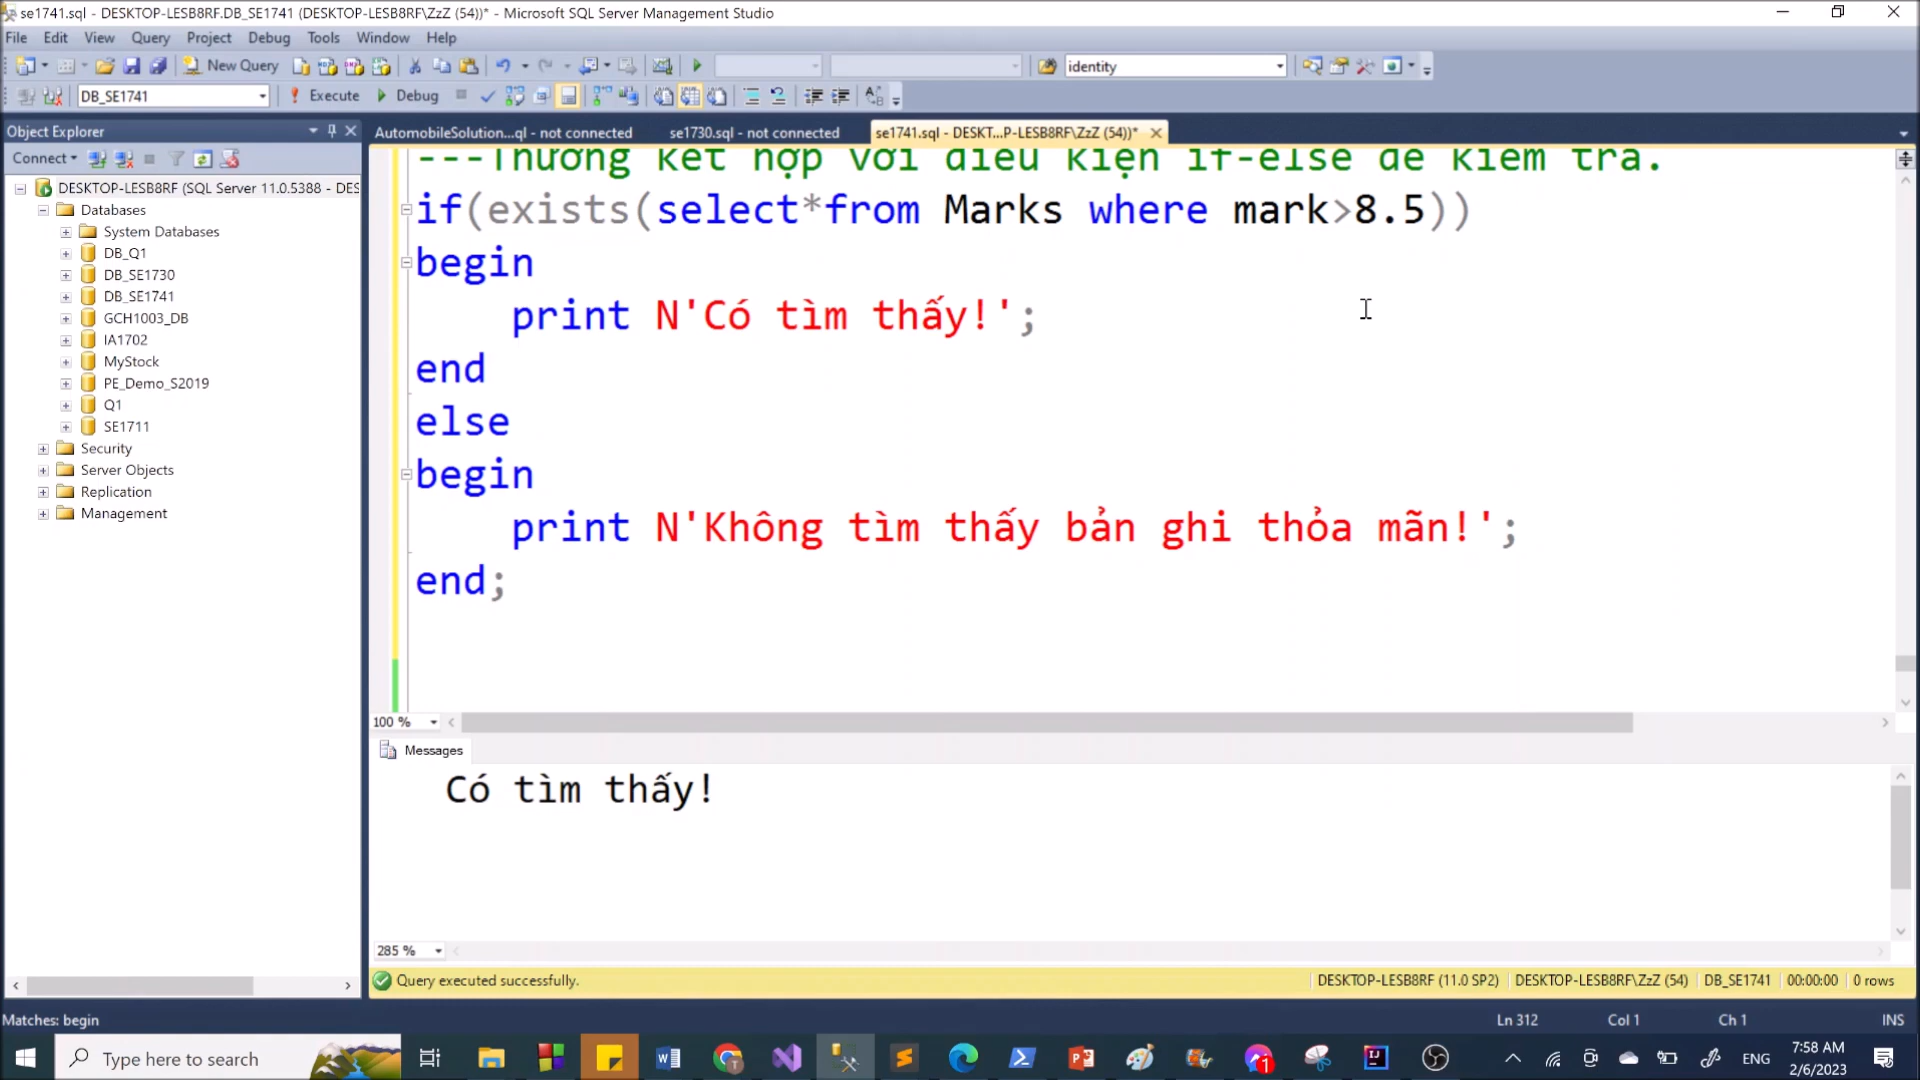 se1741.sql - DESKTOP-LESB8RF.DB_SE1741 (DESKTOP-LESB8RF\ZzZ (54))* - Microsoft SQL Server Management Studio
File Edit View Query Project Debug Tools Window Help
New Query identity
DB_SE1741 Execute Debug
Object Explorer
AutomobileSolution...ql - not connected se1730.sql - not connected se1741.sql - DESKT...P-LESB8RF\ZzZ (54))*
Connect
DESKTOP-LESB8RF (SQL Server 11.0.5388 - DES
Databases
System Databases
DB_Q1
DB_SE1730
DB_SE1741
GCH1003_DB
IA1702
MyStock
PE_Demo_S2019
Q1
SE1711
Security
Server Objects
Replication
Management
---Thường kết hợp với điều kiện if-else để kiểm tra.
if(exists(select*from Marks where mark>8.5))
begin
print N'Có tìm thấy!';
end
else
begin
print N'Không tìm thấy bản ghi thỏa mãn!';
end;
100 %
Messages
Có tìm thấy!
285 %
Query executed successfully. DESKTOP-LESB8RF (11.0 SP2) DESKTOP-LESB8RF\ZzZ (54) DB_SE1741 00:00:00 0 rows
Matches: begin Ln 312 Col 1 Ch 1 INS
Type here to search
1
ENG
7:58 AM
2/6/2023